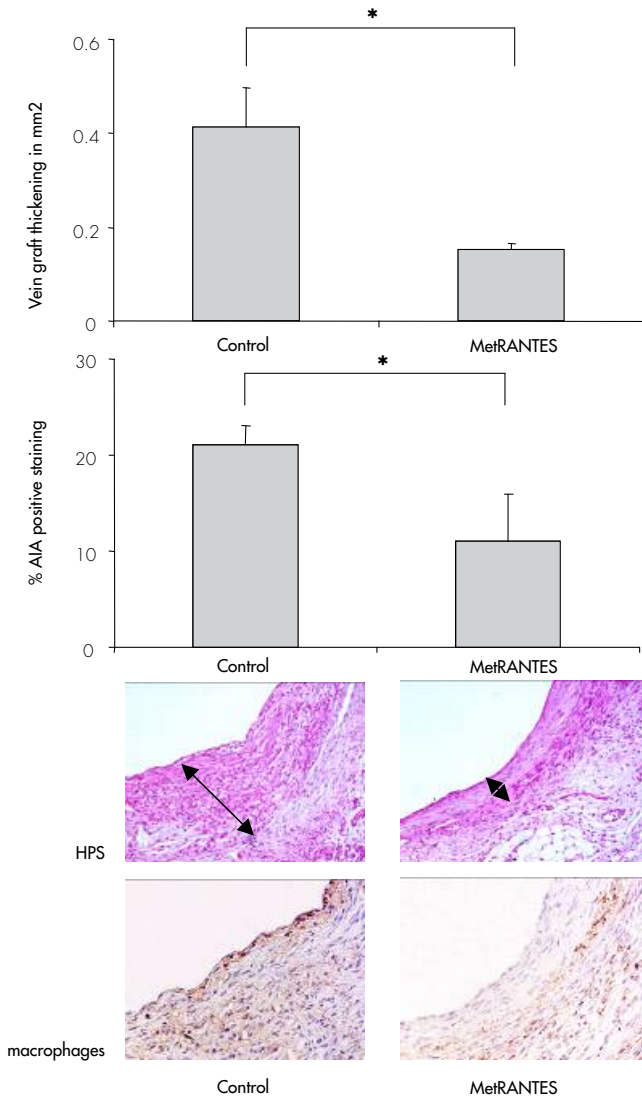 *
Vein graft thickening in mm2
0.6
0.4
0.2
0
Control MetRANTES
*
% AIA positive staining
30
20
10
0
Control MetRANTES
HPS
macrophages
Control MetRANTES